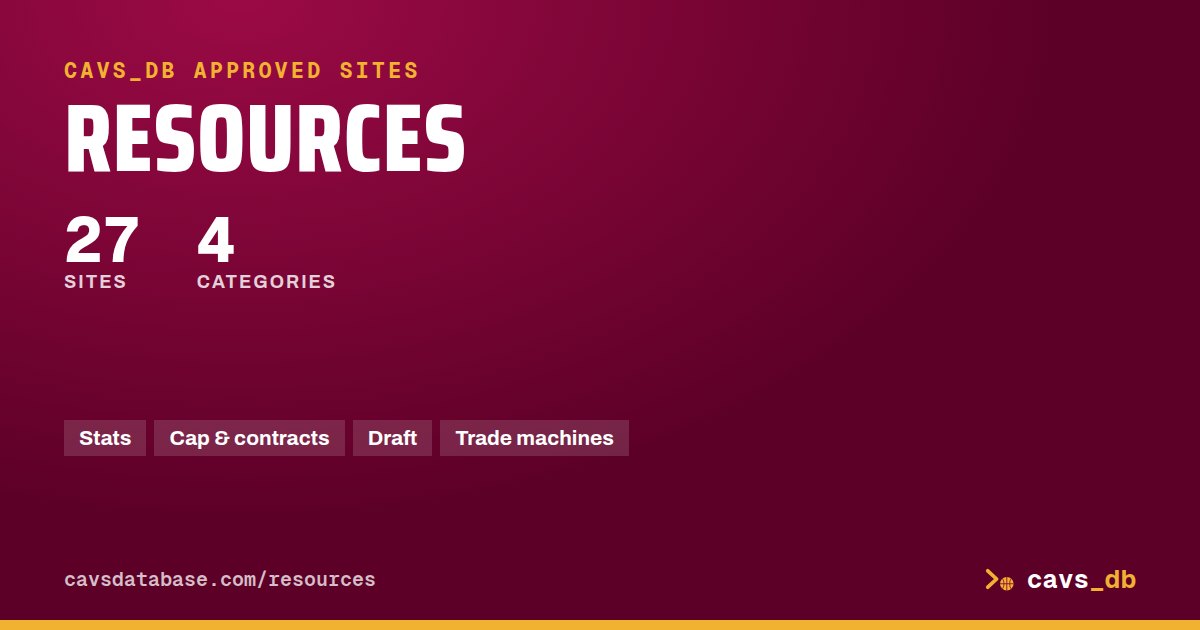 CAVS_DB APPROVED SITES
RESOURCES
27 4
SITES CATEGORIES
Stats Cap & contracts Draft Trade machines
cavsdatabase.com/resources cavs_db